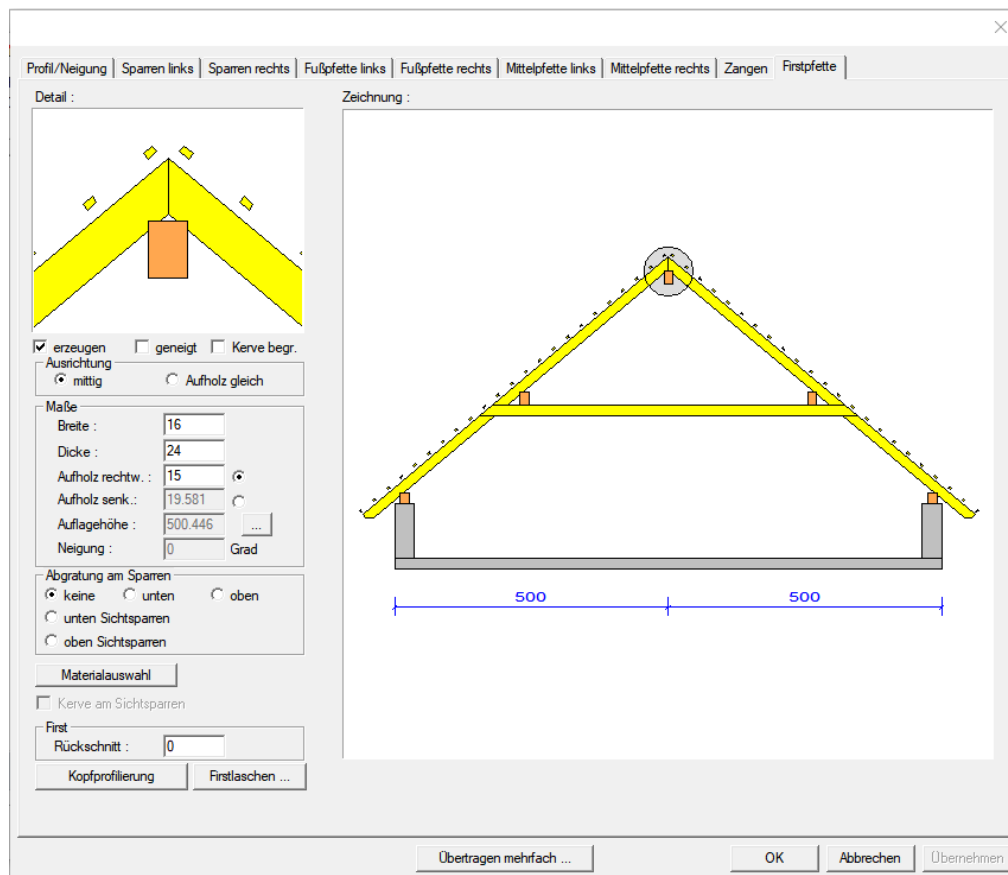 Profil/Neigung Sparren links Sparren rechts Fußpfette links Fußpfette rechts Mittelpfette links Mittelpfette rechts Zangen Firstpfette
Detail :
Zeichnung :
erzeugen geneigt Kerve begr.
Ausrichtung
mittig Aufholz gleich
Maße
Breite : 16
Dicke : 24
Aufholz rechtw. : 15
Aufholz senk.: 19.581
Auflagehöhe : 500.446 ...
Neigung : 0 Grad
Abgratung am Sparren
keine unten oben
unten Sichtsparren
oben Sichtsparren
Materialauswahl
Kerve am Sichtsparren
First
Rückschnitt : 0
Kopfprofilierung Firstlaschen ...
500 500
Übertragen mehrfach ... OK Abbrechen Übernehmen